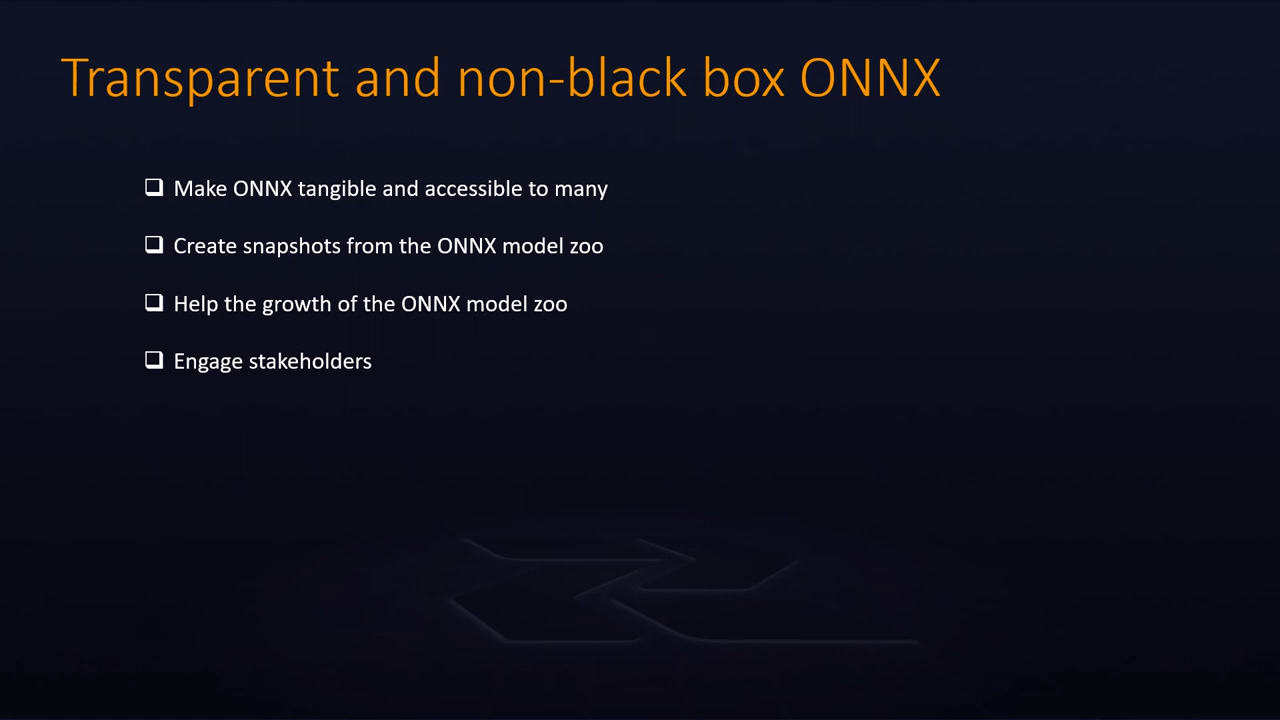 Transparent and non-black box ONNX
❑ Make ONNX tangible and accessible to many
❑ Create snapshots from the ONNX model zoo
❑ Help the growth of the ONNX model zoo
❑ Engage stakeholders